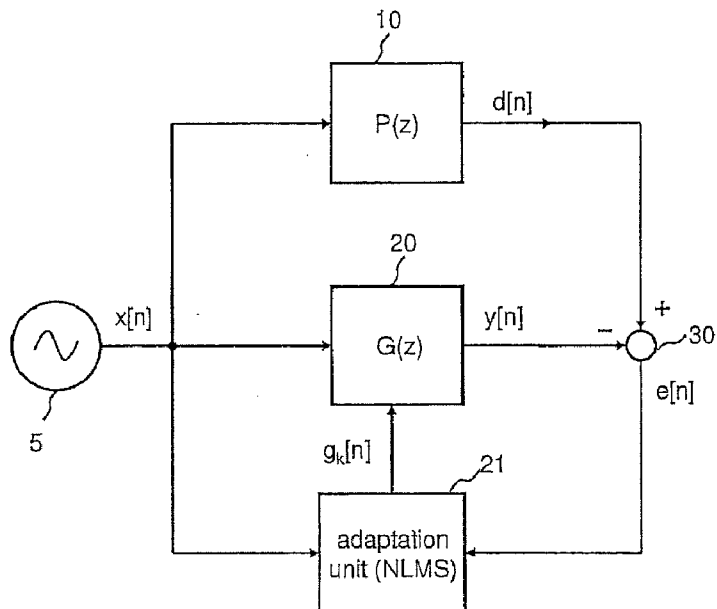 10
P(z)
d[n]
20
G(z)
x[n]
y[n]
+
−
30
e[n]
5
gk[n]
21
adaptation
unit (NLMS)